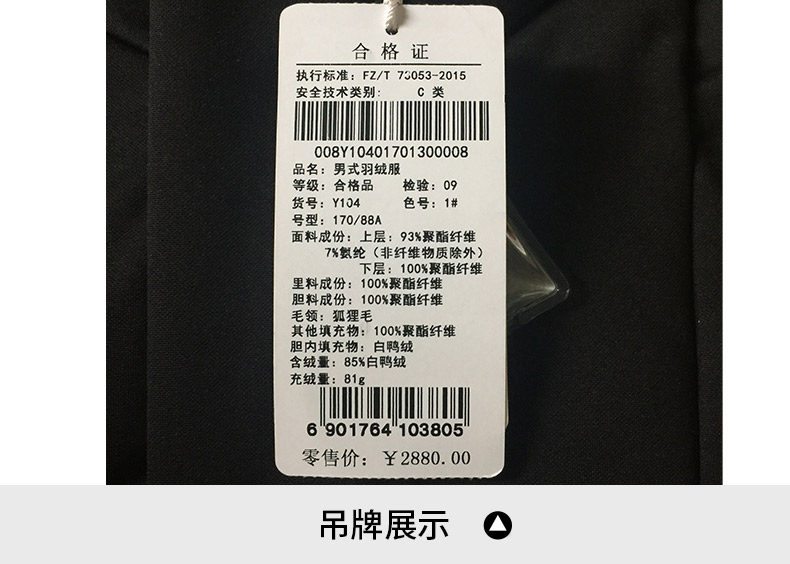 合格证
执行标准：FZ/T 73053-2015
安全技术类别：  C 类
008Y10401701300008
品名：男式羽绒服
等级：合格品  检验：09
货号：Y104  色号：1#
号型：170/88A
面料成份：上层：93%聚酯纤维
7%氨纶（非纤维物质除外）
下层：100%聚酯纤维
里料成份：100%聚酯纤维
胆料成份：100%聚酯纤维
毛领：狐狸毛
其他填充物：100%聚酯纤维
胆内填充物：白鸭绒
含绒量：85%白鸭绒
充绒量：81g
6 901764 103805
零售价：￥2880.00
吊牌展示